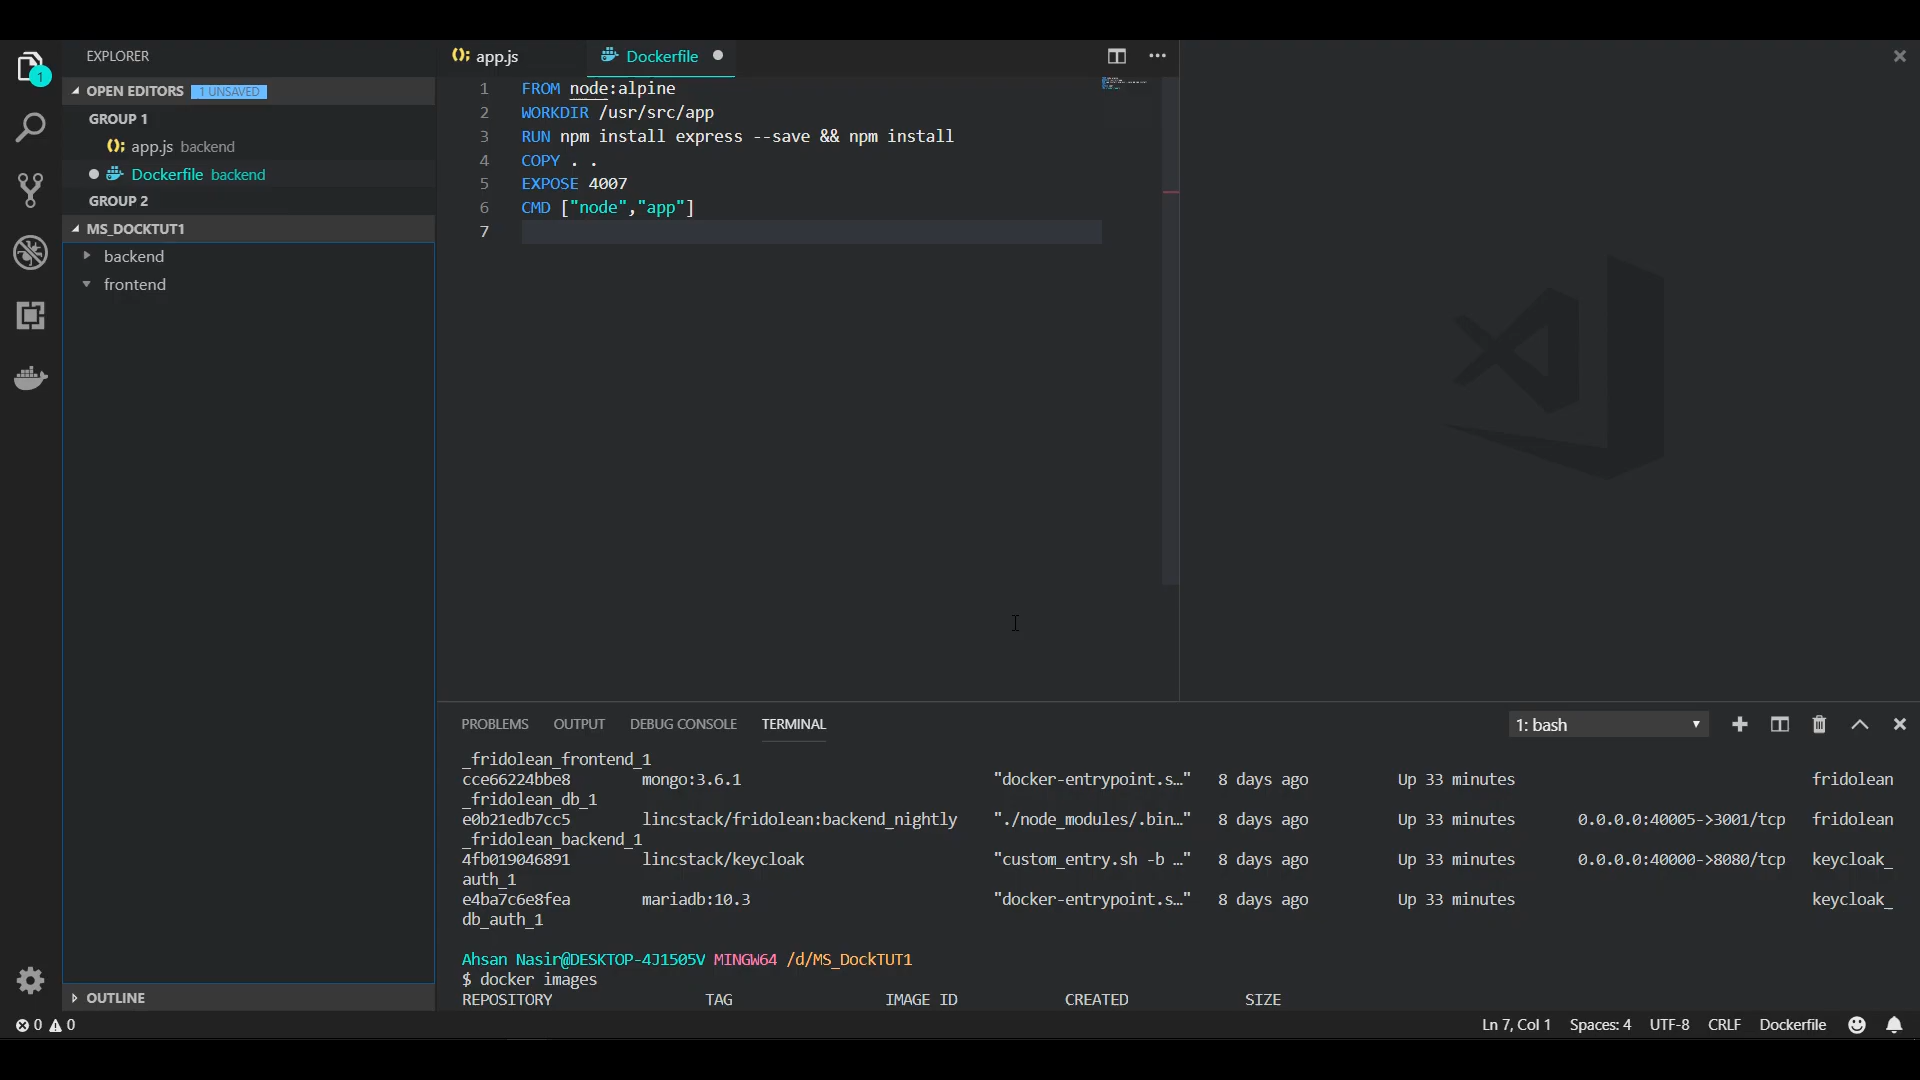 EXPLORER
1
OPEN EDITORS 1 UNSAVED
GROUP 1
app.js backend
Dockerfile backend
GROUP 2
MS_DOCKTUT1
backend
frontend
OUTLINE
app.js Dockerfile
1 FROM node:alpine
2 WORKDIR /usr/src/app
3 RUN npm install express --save && npm install
4 COPY . .
5 EXPOSE 4007
6 CMD ["node","app"]
7
PROBLEMS OUTPUT DEBUG CONSOLE TERMINAL 1: bash
_fridolean_frontend_1
cce66224bbe8 mongo:3.6.1 "docker-entrypoint.s…" 8 days ago Up 33 minutes fridolean
_fridolean_db_1
e0b21edb7cc5 lincstack/fridolean:backend_nightly "./node_modules/.bin…" 8 days ago Up 33 minutes 0.0.0.0:40005->3001/tcp fridolean
_fridolean_backend_1
4fb019046891 lincstack/keycloak "custom_entry.sh -b …" 8 days ago Up 33 minutes 0.0.0.0:40000->8080/tcp keycloak_
auth_1
e4ba7c6e8fea mariadb:10.3 "docker-entrypoint.s…" 8 days ago Up 33 minutes keycloak_
db_auth_1
Ahsan Nasir@DESKTOP-4J1505V MINGW64 /d/MS_DockTUT1
$ docker images
REPOSITORY TAG IMAGE ID CREATED SIZE
0 0 Ln 7, Col 1 Spaces: 4 UTF-8 CRLF Dockerfile